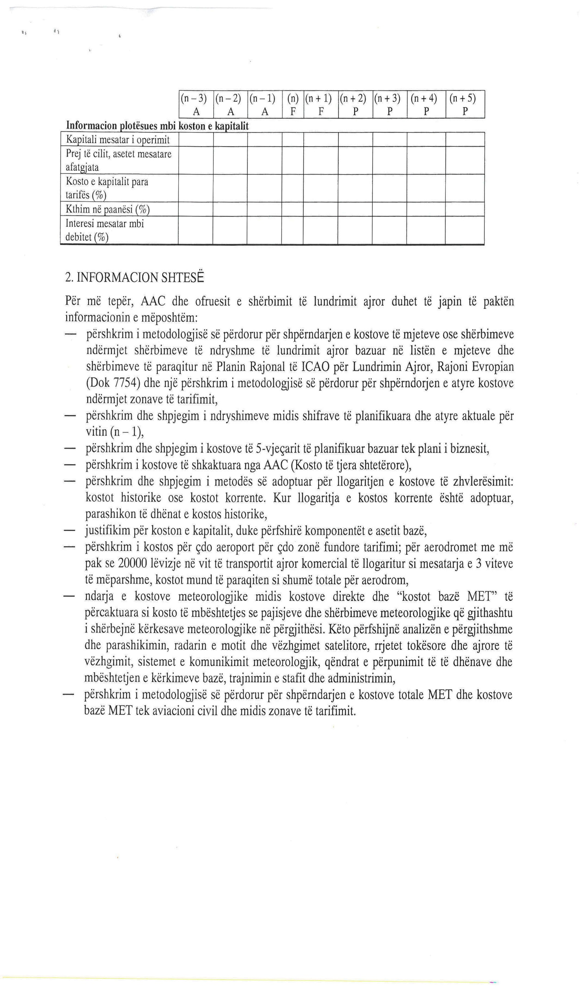 (n – 3) (n – 2) (n – 1) (n) (n + 1) (n + 2) (n + 3) (n + 4) (n + 5)
A A A F F P P P P
Informacion plotësues mbi koston e kapitalit
Kapitali mesatar i operimit
Prej të cilit, asetet mesatare
afatgjata
Kosto e kapitalit para
tarifës (%)
Kthim në paanësi (%)
Interesi mesatar mbi
debitet (%)
2. INFORMACION SHTESË
Për më tepër, AAC dhe ofruesit e shërbimit të lundrimit ajror duhet të japin të paktën
informacionin e mëposhtëm:
— përshkrim i metodologjisë së përdorur për shpërndarjen e kostove të mjeteve ose shërbimeve
ndërmjet shërbimeve të ndryshme të lundrimit ajror bazuar në listën e mjeteve dhe
shërbimeve të paraqitur në Planin Rajonal të ICAO për Lundrimin Ajror, Rajoni Evropian
(Dok 7754) dhe një përshkrim i metodologjisë së përdorur për shpërndorjen e atyre kostove
ndërmjet zonave të tarifimit,
— përshkrim dhe shpjegim i ndryshimeve midis shifrave të planifikuara dhe atyre aktuale për
vitin (n – 1),
— përshkrim dhe shpjegim i kostove të 5-vjeçarit të planifikuar bazuar tek plani i biznesit,
— përshkrim i kostove të shkaktuara nga AAC (Kosto të tjera shtetërore),
— përshkrim dhe shpjegim i metodës së adoptuar për llogaritjen e kostove të zhvlerësimit:
kostot historike ose kostot korrente. Kur llogaritja e kostos korrente është adoptuar,
parashikon të dhënat e kostos historike,
— justifikim për koston e kapitalit, duke përfshirë komponentët e asetit bazë,
— përshkrim i kostos për çdo aeroport për çdo zonë fundore tarifimi; për aerodromet me më
pak se 20000 lëvizje në vit të transportit ajror komercial të llogaritur si mesatarja e 3 viteve
të mëparshme, kostot mund të paraqiten si shumë totale për aerodrom,
— ndarja e kostove meteorologjike midis kostove direkte dhe “kostot bazë MET” të
përcaktuara si kosto të mbështetjes se pajisjeve dhe shërbimeve meteorologjike që gjithashtu
i shërbejnë kërkesave meteorologjike në përgjithësi. Këto përfshijnë analizën e përgjithshme
dhe parashikimin, radarin e motit dhe vëzhgimet satelitore, rrjetet tokësore dhe ajrore të
vëzhgimit, sistemet e komunikimit meteorologjik, qëndrat e përpunimit të të dhënave dhe
mbështetjen e kërkimeve bazë, trajnimin e stafit dhe administrimin,
— përshkrim i metodologjisë së përdorur për shpërndarjen e kostove totale MET dhe kostove
bazë MET tek aviacioni civil dhe midis zonave të tarifimit.